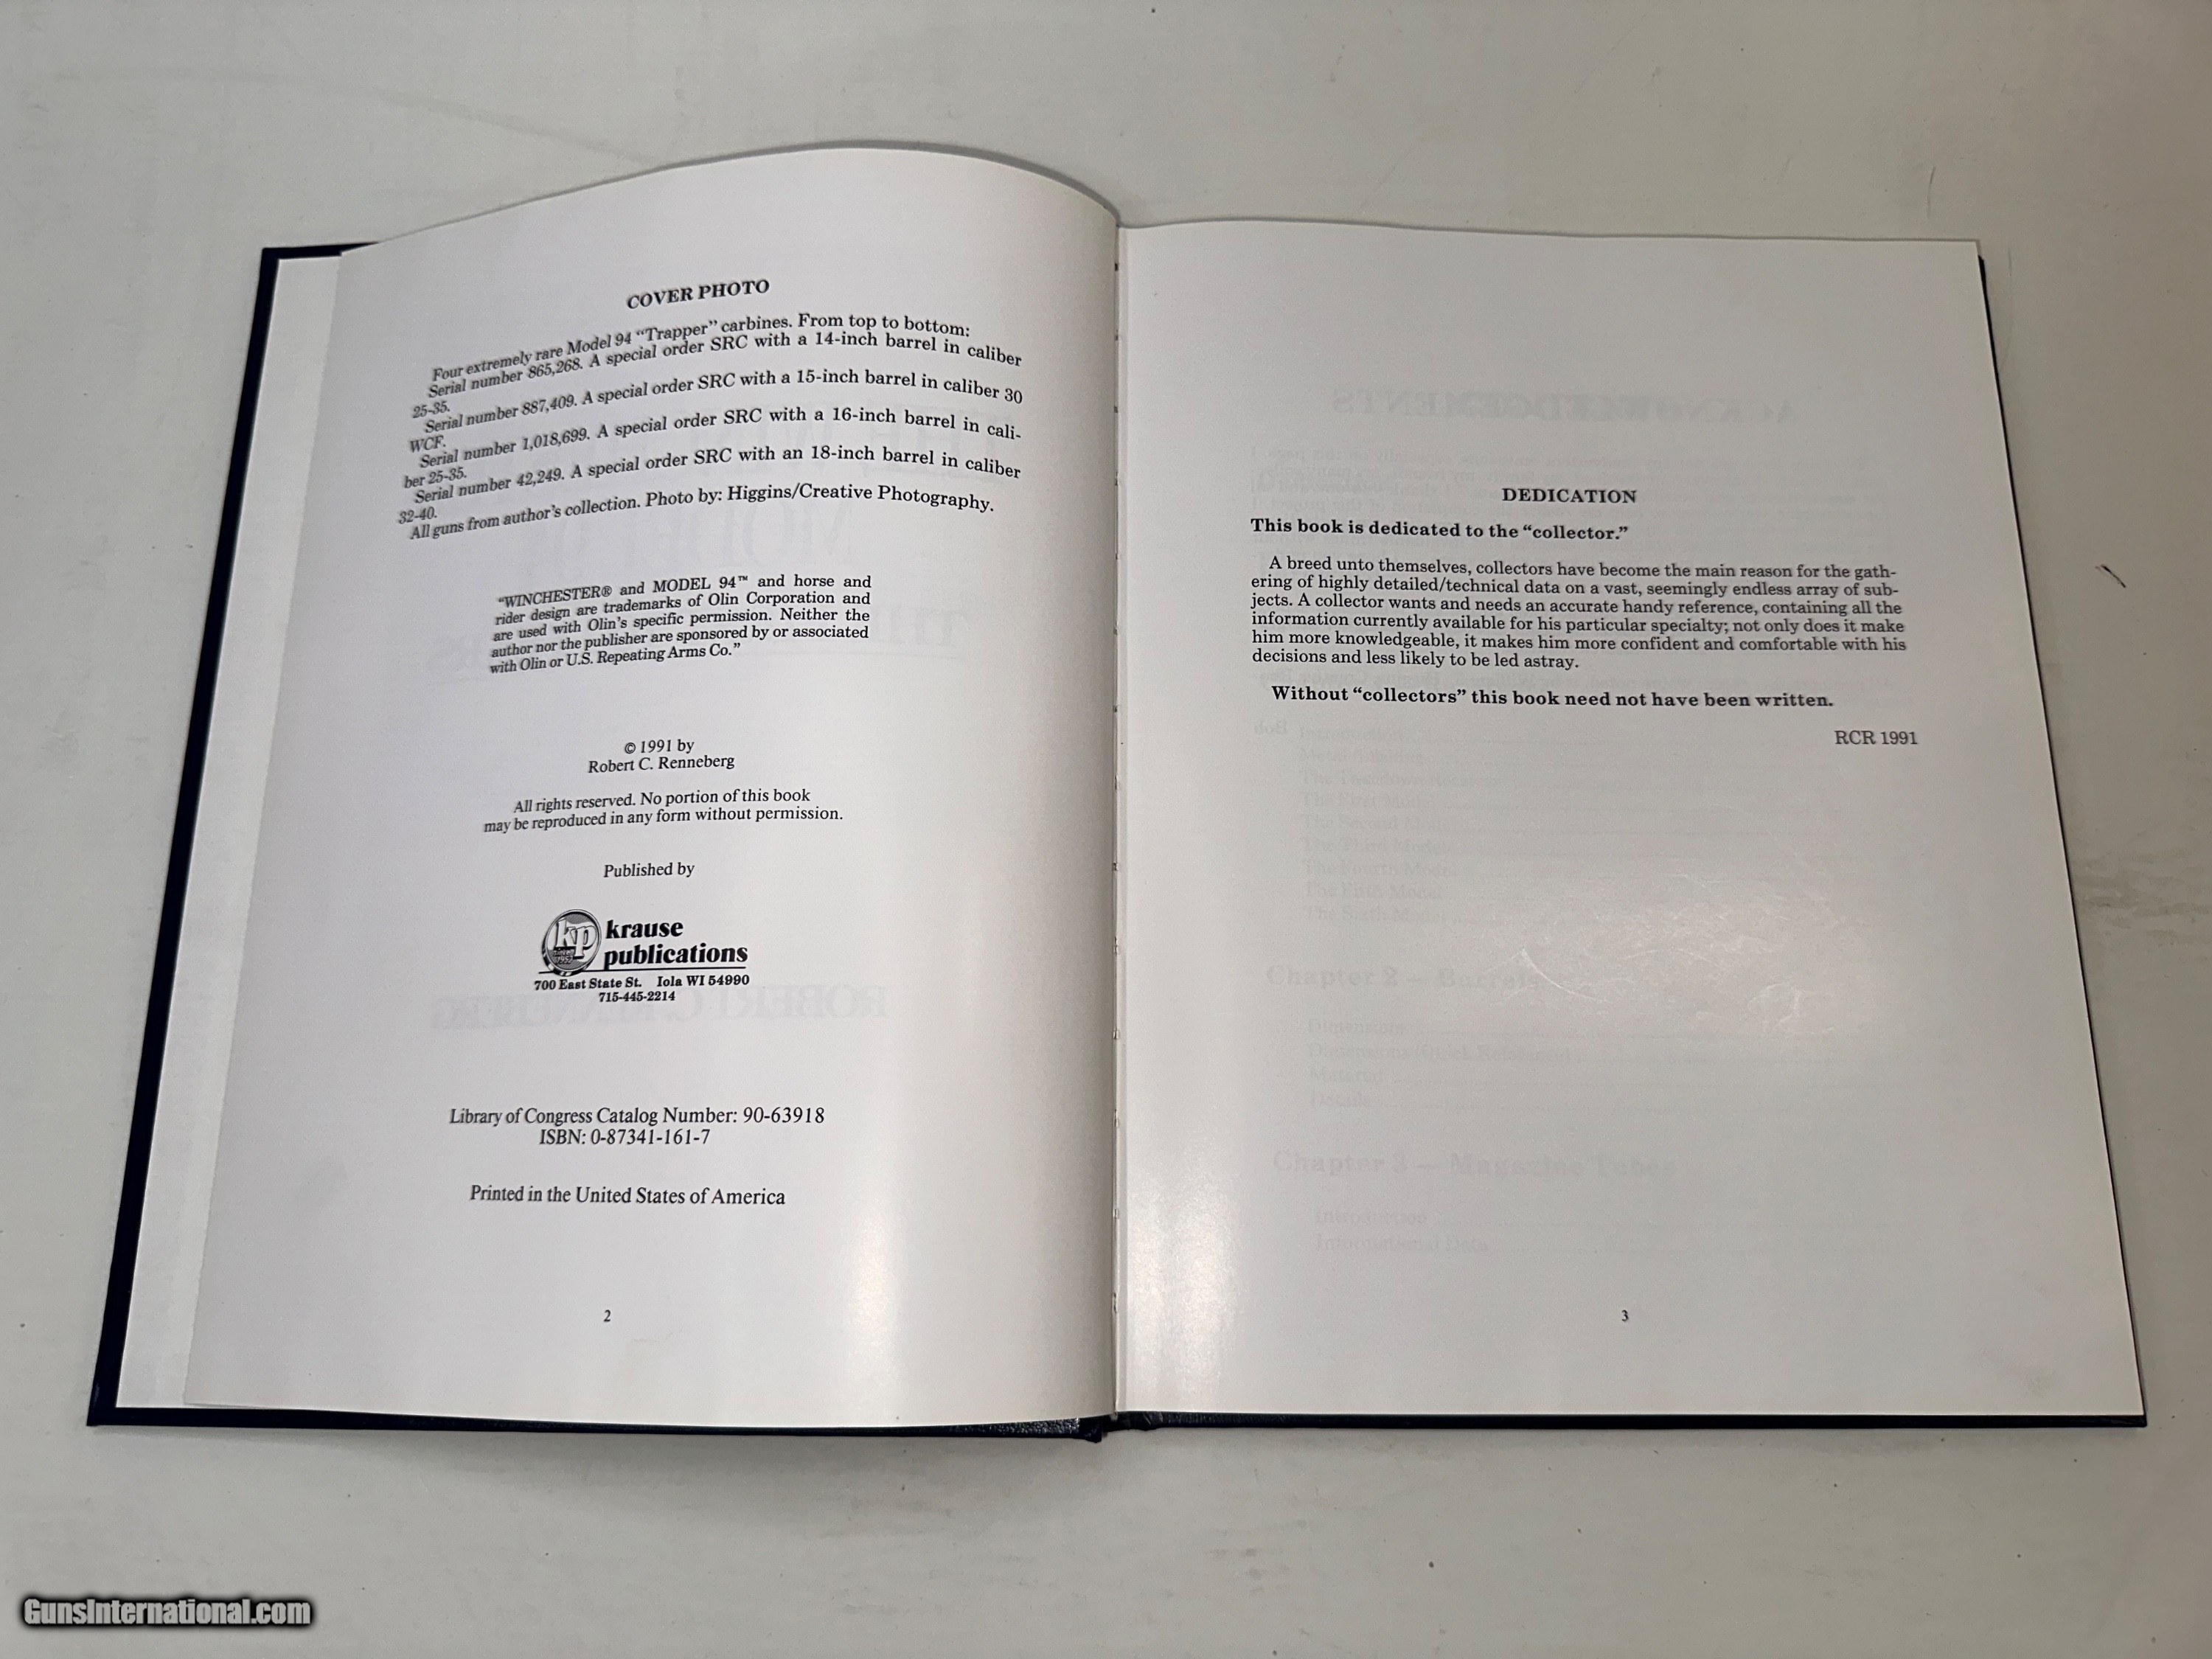 COVER PHOTO
Four extremely rare Model 94 “Trapper” carbines. From top to bottom:
Serial number 865,268. A special order SRC with a 14-inch barrel in caliber
25-35.
Serial number 887,409. A special order SRC with a 15-inch barrel in caliber 30
WCF.
Serial number 1,018,699. A special order SRC with a 16-inch barrel in cali-
ber 25-35.
Serial number 42,249. A special order SRC with an 18-inch barrel in caliber
32-40.
All guns from author’s collection. Photo by: Higgins/Creative Photography.
“WINCHESTER® and MODEL 94™ and horse and
rider design are trademarks of Olin Corporation and
are used with Olin’s specific permission. Neither the
author nor the publisher are sponsored by or associated
with Olin or U.S. Repeating Arms Co.”
© 1991 by
Robert C. Renneberg
All rights reserved. No portion of this book
may be reproduced in any form without permission.
Published by
kp krause
publications
700 East State St. Iola WI 54990
715-445-2214
Library of Congress Catalog Number: 90-63918
ISBN: 0-87341-161-7
Printed in the United States of America
2
DEDICATION
This book is dedicated to the “collector.”
A breed unto themselves, collectors have become the main reason for the gath-
ering of highly detailed/technical data on a vast, seemingly endless array of sub-
jects. A collector wants and needs an accurate handy reference, containing all the
information currently available for his particular specialty; not only does it make
him more knowledgeable, it makes him more confident and comfortable with his
decisions and less likely to be led astray.
Without “collectors” this book need not have been written.
RCR 1991
Chapter 2 — Barrels
Chapter 3 — Magazine Tubes
3
GunsInternational.com